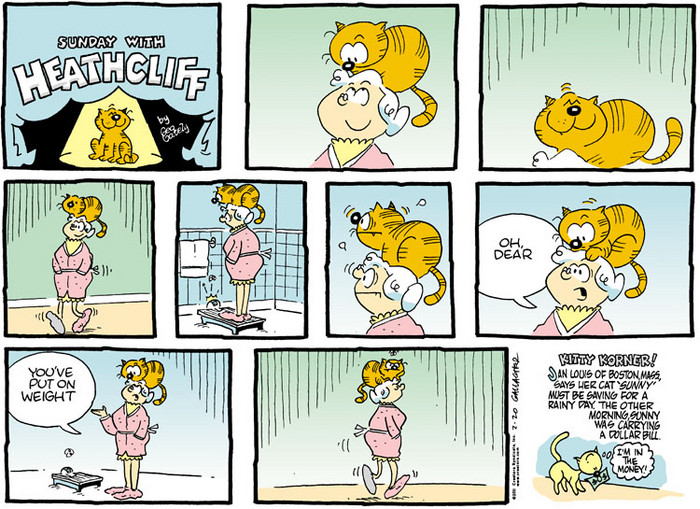 SUNDAY WITH
HEATHCLIFF
by
OH,
DEAR
YOU'VE
PUT ON
WEIGHT
2-20 GALLAGHER
KITTY KORNER!
JAN LOUIS OF BOSTON, MASS,
SAYS HER CAT "SUNNY"
MUST BE SAVING FOR A
RAINY DAY. THE OTHER
MORNING, SUNNY
WAS CARRYING
A DOLLAR BILL.
I'M IN
THE
MONEY!